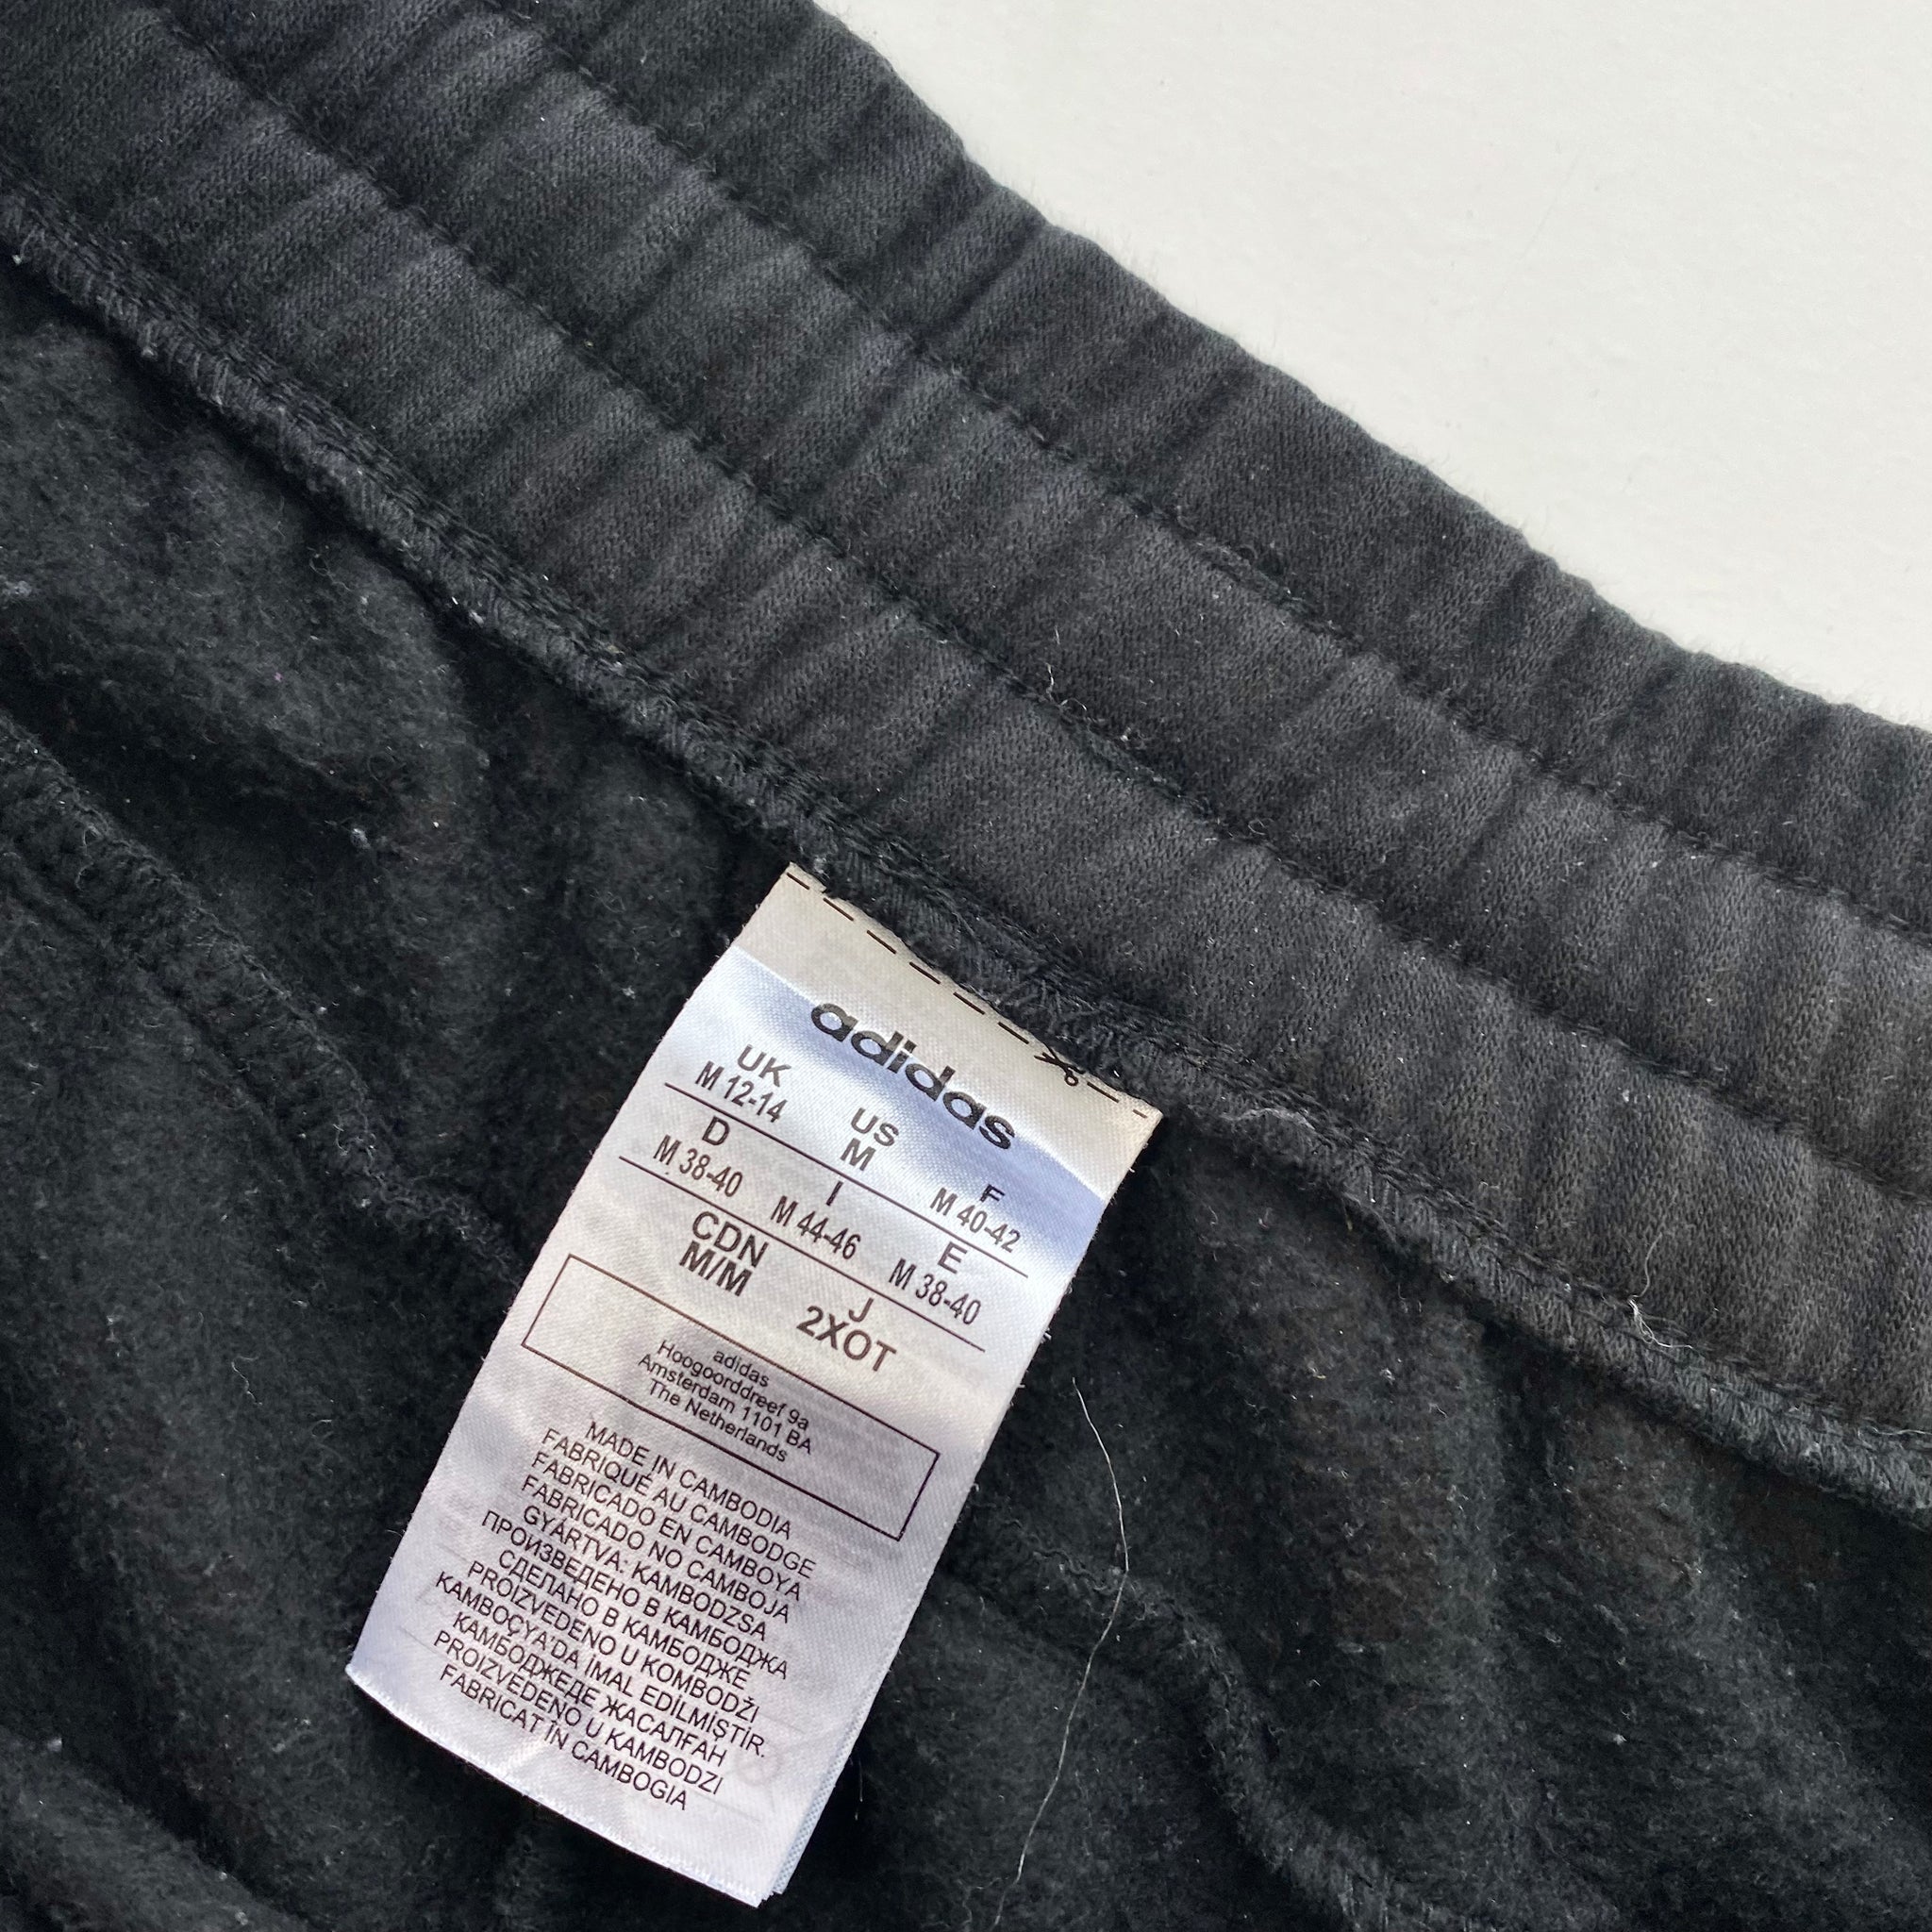 adidas
UK US F
M 12-14 M M 40-42
D I E
M 38-40 M 44-46 M 38-40
CDN J
M/M 2XOT
adidas
Hoogoorddreef 9a
Amsterdam 1101 BA
The Netherlands
MADE IN CAMBODIA
FABRIQUÉ AU CAMBODGE
FABRICADO EN CAMBOYA
FABRICADO NO CAMBOJA
GYÁRTVA: KAMBODZSA
ПРОИЗВЕДЕНО В КАМБОДЖА
СДЕЛАНО В КАМБОДЖЕ
PROIZVEDENO U KOMBODŽI
KAMBOÇYA'DA İMAL EDİLMİŞTİR.
КАМБОДЖЕДЕ ЖАСАЛҒАН
PROIZVEDENO U KAMBODZI
FABRICAT ÎN CAMBOGIA